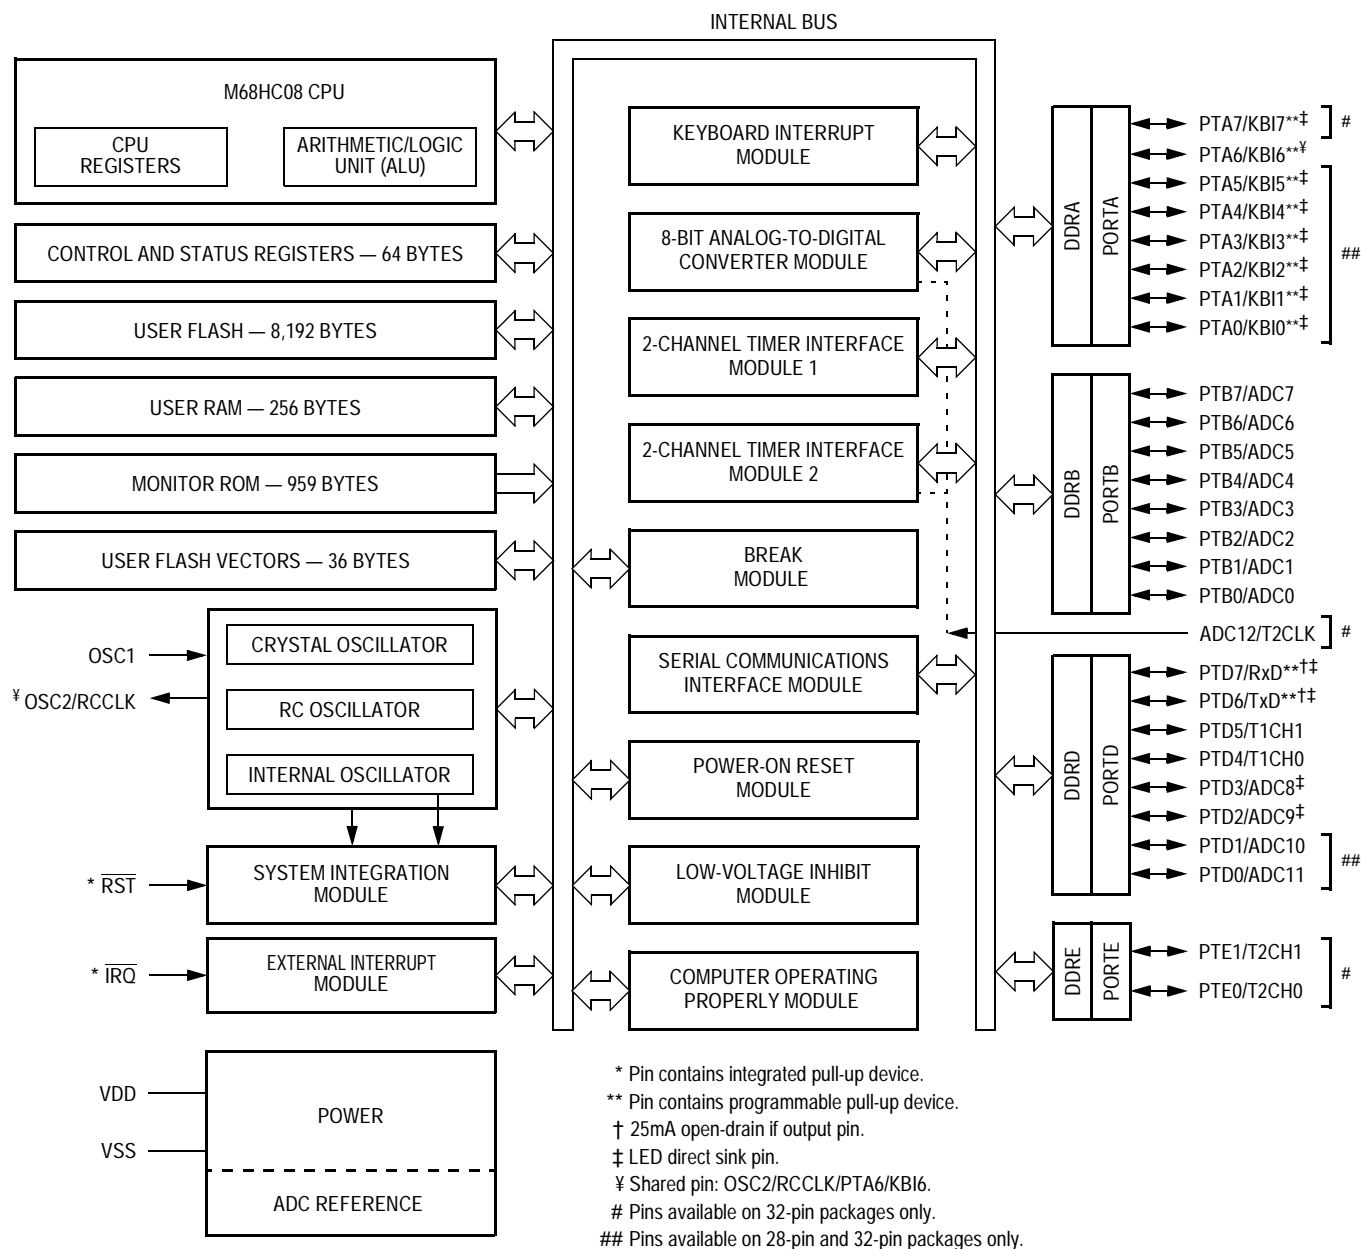 INTERNAL BUS
M68HC08 CPU
CPU
REGISTERS
ARITHMETIC/LOGIC
UNIT (ALU)
CONTROL AND STATUS REGISTERS — 64 BYTES
USER FLASH — 8,192 BYTES
USER RAM — 256 BYTES
MONITOR ROM — 959 BYTES
USER FLASH VECTORS — 36 BYTES
CRYSTAL OSCILLATOR
RC OSCILLATOR
INTERNAL OSCILLATOR
OSC1
¥ OSC2/RCCLK
SYSTEM INTEGRATION
MODULE
* R̅S̅T̅
EXTERNAL INTERRUPT
MODULE
* I̅R̅Q̅
VDD
VSS
POWER
ADC REFERENCE
KEYBOARD INTERRUPT
MODULE
8-BIT ANALOG-TO-DIGITAL
CONVERTER MODULE
2-CHANNEL TIMER INTERFACE
MODULE 1
2-CHANNEL TIMER INTERFACE
MODULE 2
BREAK
MODULE
SERIAL COMMUNICATIONS
INTERFACE MODULE
POWER-ON RESET
MODULE
LOW-VOLTAGE INHIBIT
MODULE
COMPUTER OPERATING
PROPERLY MODULE
DDRA
PORTA
PTA7/KBI7**‡
#
PTA6/KBI6**¥
PTA5/KBI5**‡
PTA4/KBI4**‡
PTA3/KBI3**‡
PTA2/KBI2**‡
PTA1/KBI1**‡
PTA0/KBI0**‡
##
DDRB
PORTB
PTB7/ADC7
PTB6/ADC6
PTB5/ADC5
PTB4/ADC4
PTB3/ADC3
PTB2/ADC2
PTB1/ADC1
PTB0/ADC0
ADC12/T2CLK
#
DDRD
PORTD
PTD7/RxD**†‡
PTD6/TxD**†‡
PTD5/T1CH1
PTD4/T1CH0
PTD3/ADC8‡
PTD2/ADC9‡
PTD1/ADC10
PTD0/ADC11
##
DDRE
PORTE
PTE1/T2CH1
PTE0/T2CH0
#
* Pin contains integrated pull-up device.
** Pin contains programmable pull-up device.
† 25mA open-drain if output pin.
‡ LED direct sink pin.
¥ Shared pin: OSC2/RCCLK/PTA6/KBI6.
# Pins available on 32-pin packages only.
## Pins available on 28-pin and 32-pin packages only.